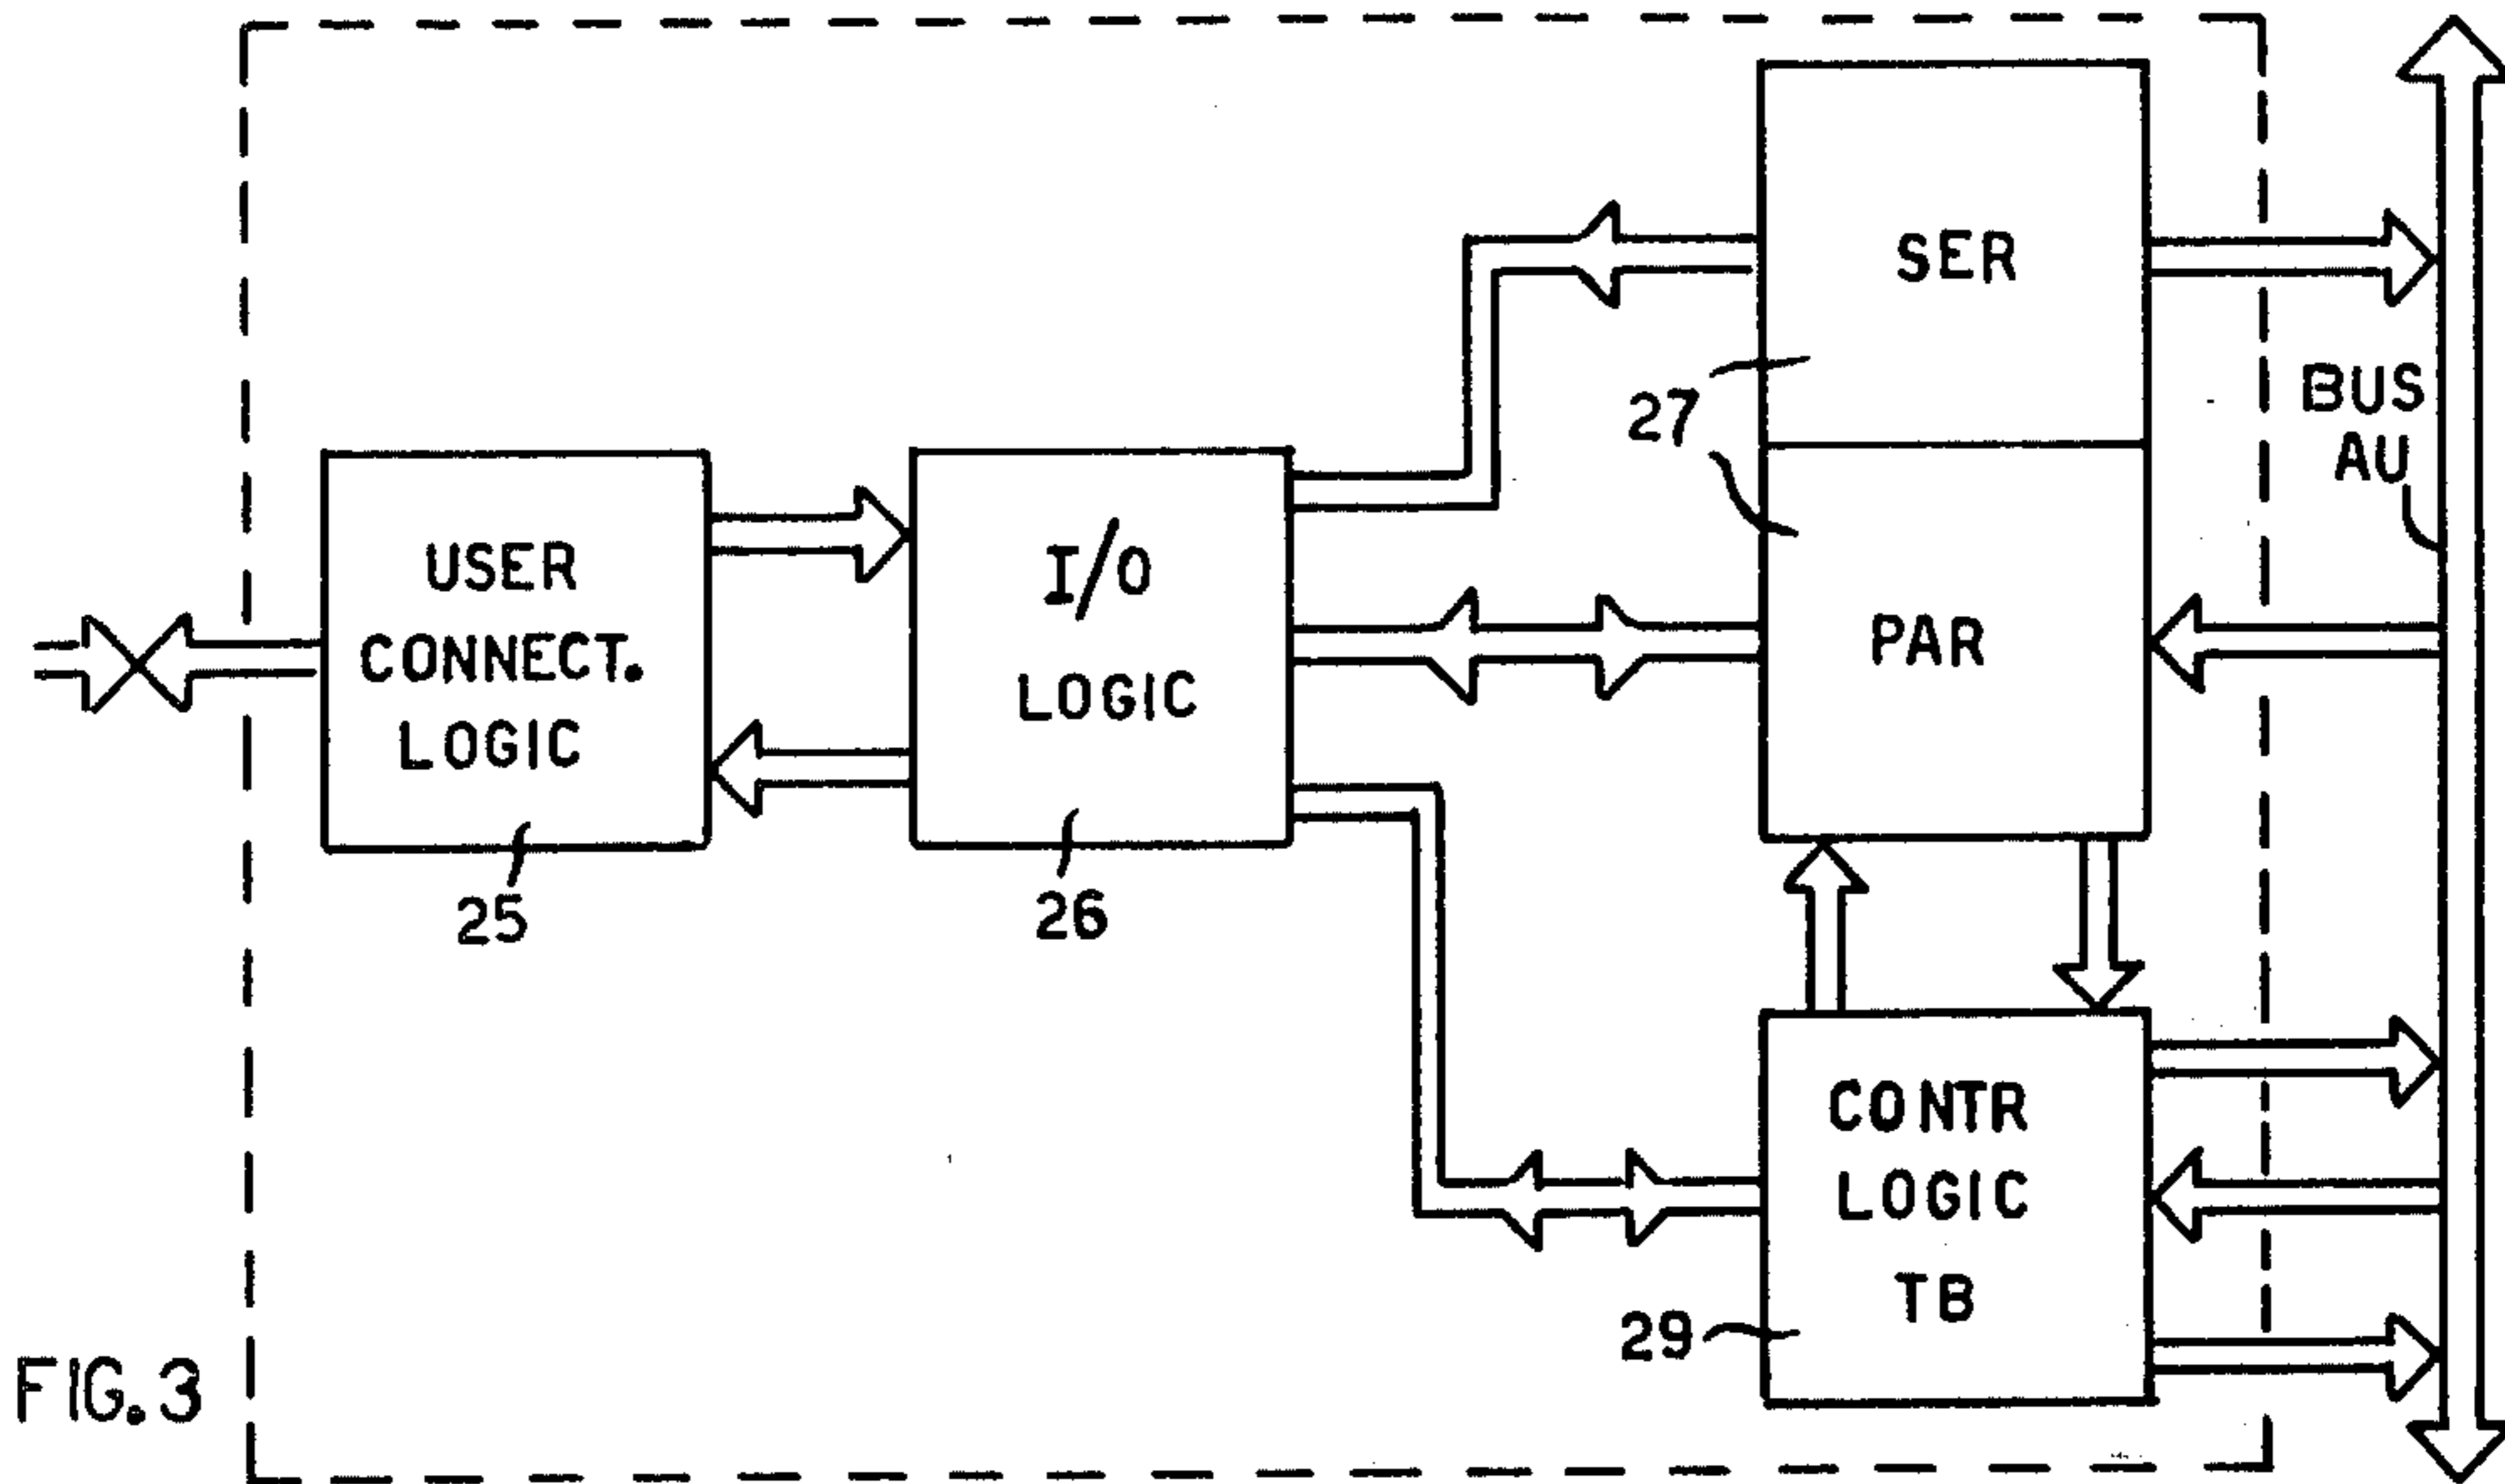 SER
27
BUS
AU
USER
CONNECT.
LOGIC
I/O
LOGIC
PAR
25
26
CONTR
LOGIC
TB
29
FIG.3